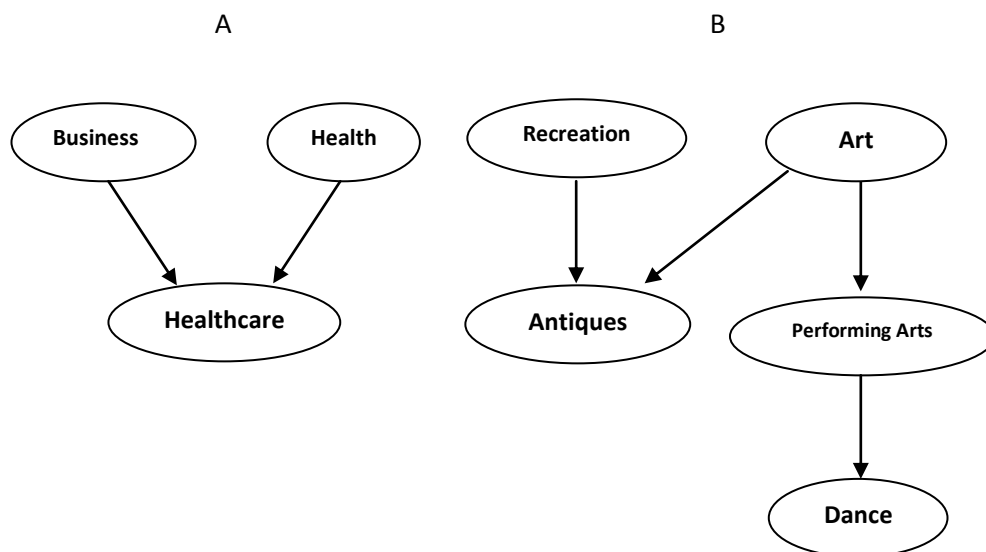 A
B
Business
Health
Healthcare
Recreation
Art
Antiques
Performing Arts
Dance